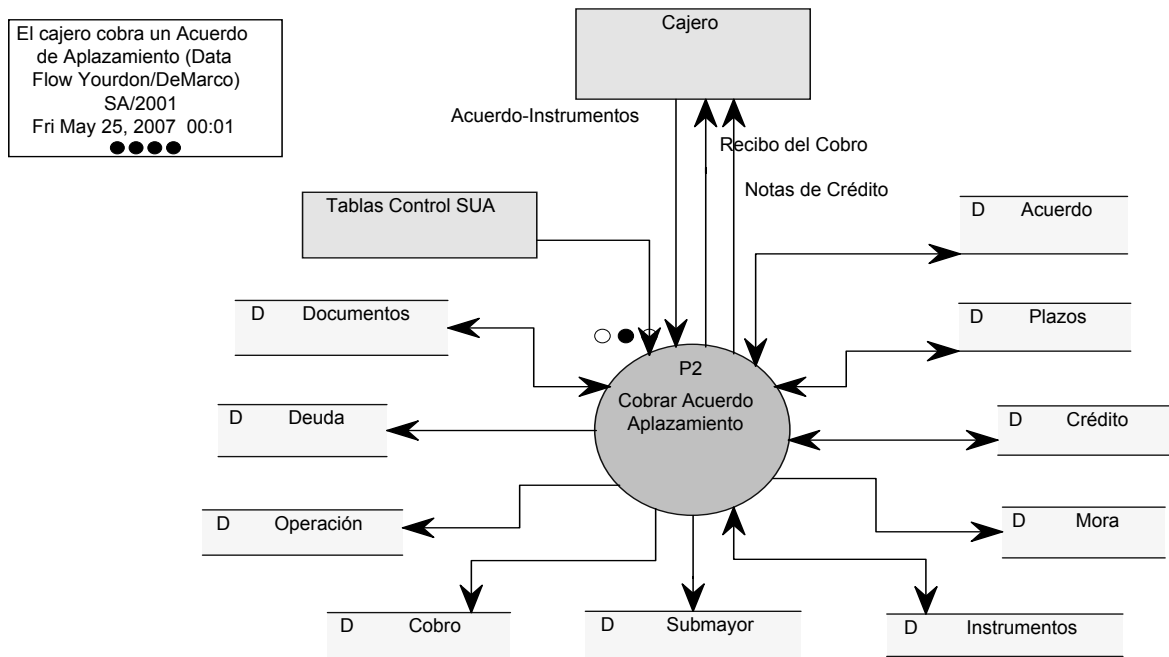 El cajero cobra un Acuerdo
de Aplazamiento (Data
Flow Yourdon/DeMarco)
SA/2001
Fri May 25, 2007  00:01
Cajero
Acuerdo-Instrumentos
Recibo del Cobro
Notas de Crédito
Tablas Control SUA
D Acuerdo
D Documentos
D Plazos
P2
Cobrar Acuerdo
Aplazamiento
D Deuda
D Crédito
D Operación
D Mora
D Cobro
D Submayor
D Instrumentos